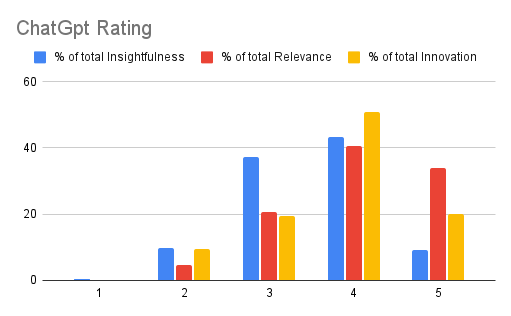 ChatGpt Rating
% of total Insightfulness % of total Relevance % of total Innovation
60
40
20
0
1 2 3 4 5